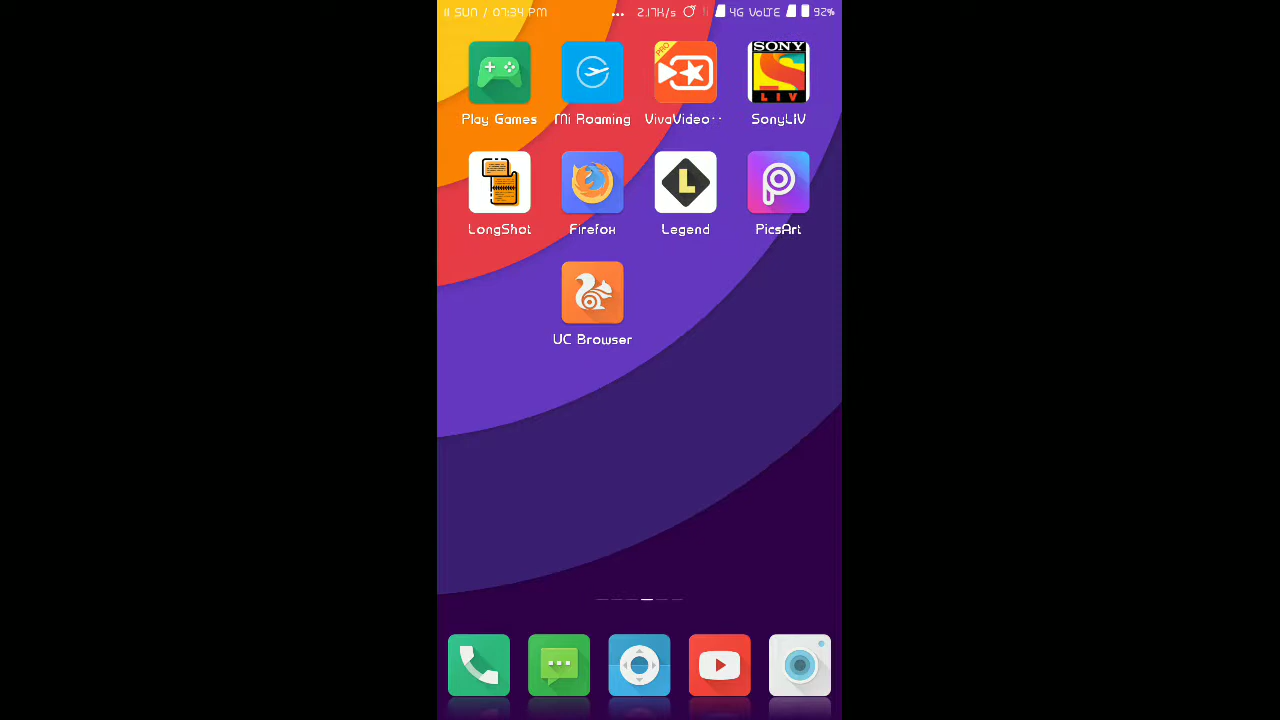 SUN / 07:34 PM ... 2.17K/s 4G VoLTE 92%
PRO
SONY
LIV
Play Games Mi Roaming VivaVideo·· SonyLIV
L
LongShot Firefox Legend PicsArt
UC Browser